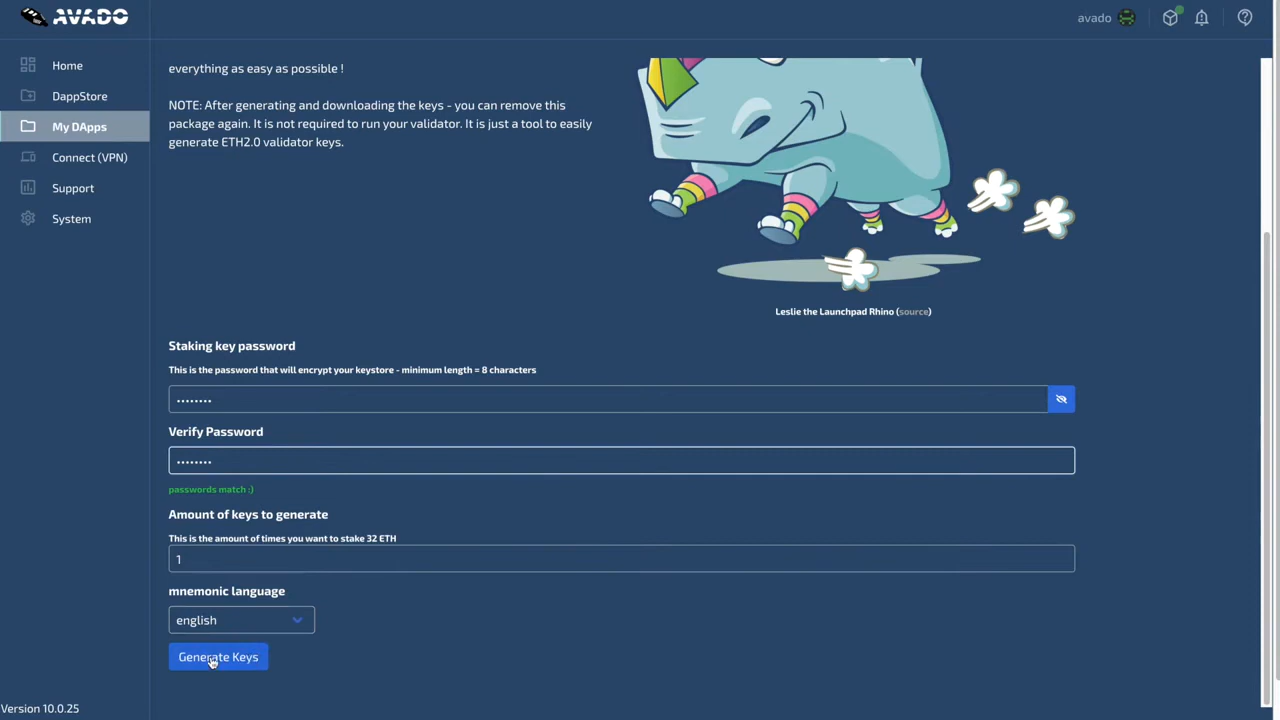 AVADO
avado
Home
DappStore
My DApps
Connect (VPN)
Support
System
everything as easy as possible !
NOTE: After generating and downloading the keys - you can remove this
package again. It is not required to run your validator. It is just a tool to easily
generate ETH2.0 validator keys.
Leslie the Launchpad Rhino (source)
Staking key password
This is the password that will encrypt your keystore - minimum length = 8 characters
••••••••
Verify Password
••••••••
passwords match :)
Amount of keys to generate
This is the amount of times you want to stake 32 ETH
1
mnemonic language
english
Generate Keys
Version 10.0.25